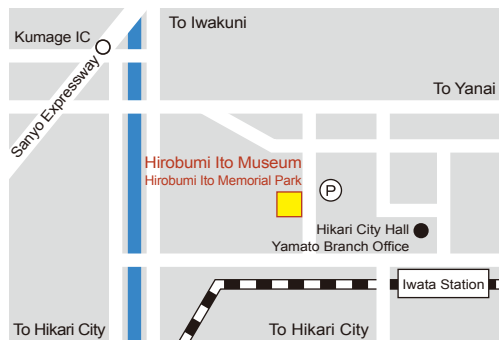 To Iwakuni
Kumage IC
Sanyo Expressway
To Yanai
Hirobumi Ito Museum
Hirobumi Ito Memorial Park
P
Hikari City Hall
Yamato Branch Office
Iwata Station
To Hikari City
To Hikari City